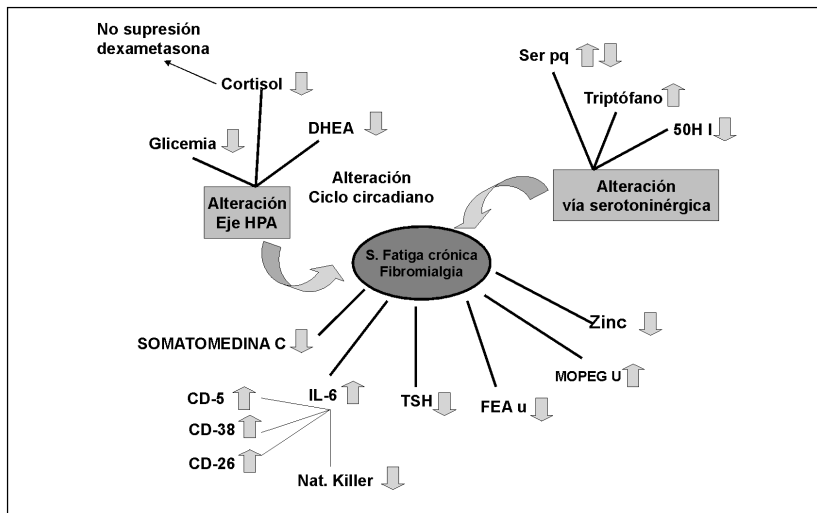 No supresión
dexametasona
Cortisol
Glicemia
DHEA
Alteración
Eje HPA
Alteración
Ciclo circadiano
Ser pq
Triptófano
50H I
Alteración
vía serotoninérgica
S. Fatiga crónica
Fibromialgia
SOMATOMEDINA C
Zinc
MOPEG U
CD-5
IL-6
TSH
FEA u
CD-38
CD-26
Nat. Killer